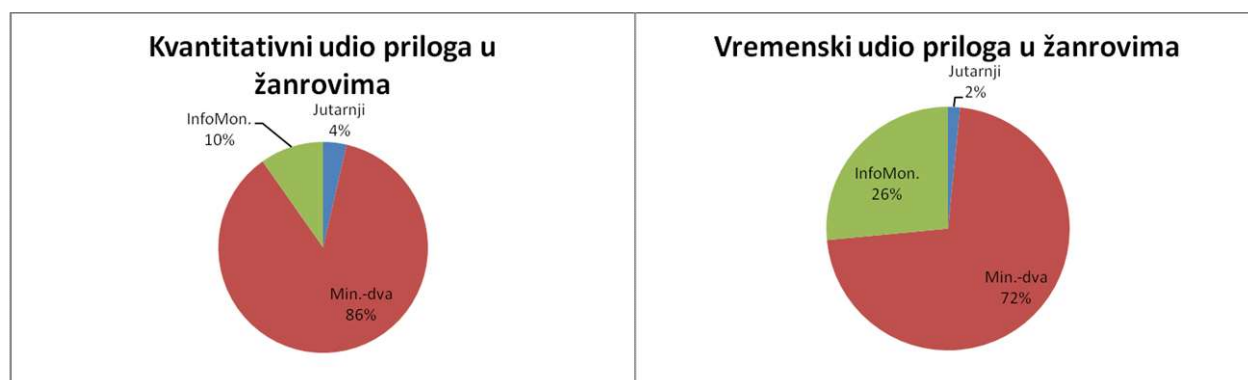 Kvantitativni udio priloga u
žanrovima
InfoMon.
10%
Jutarnji
4%
Min.-dva
86%
Vremenski udio priloga u žanrovima
Jutarnji
2%
InfoMon.
26%
Min.-dva
72%